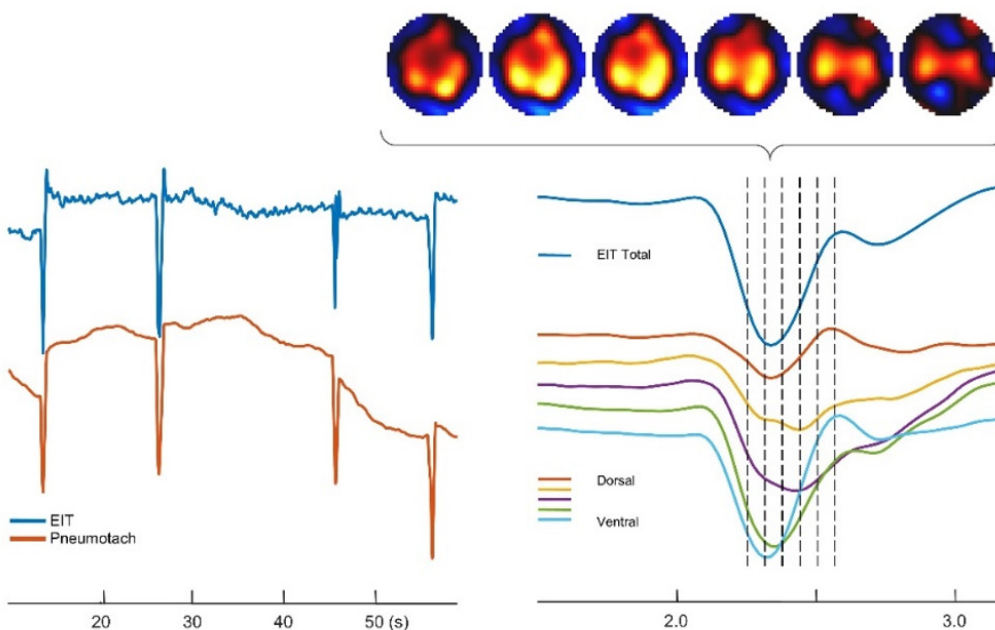 EIT Total
Dorsal
Ventral
EIT
Pneumotach
20 30 40 50 (s)
2.0 3.0